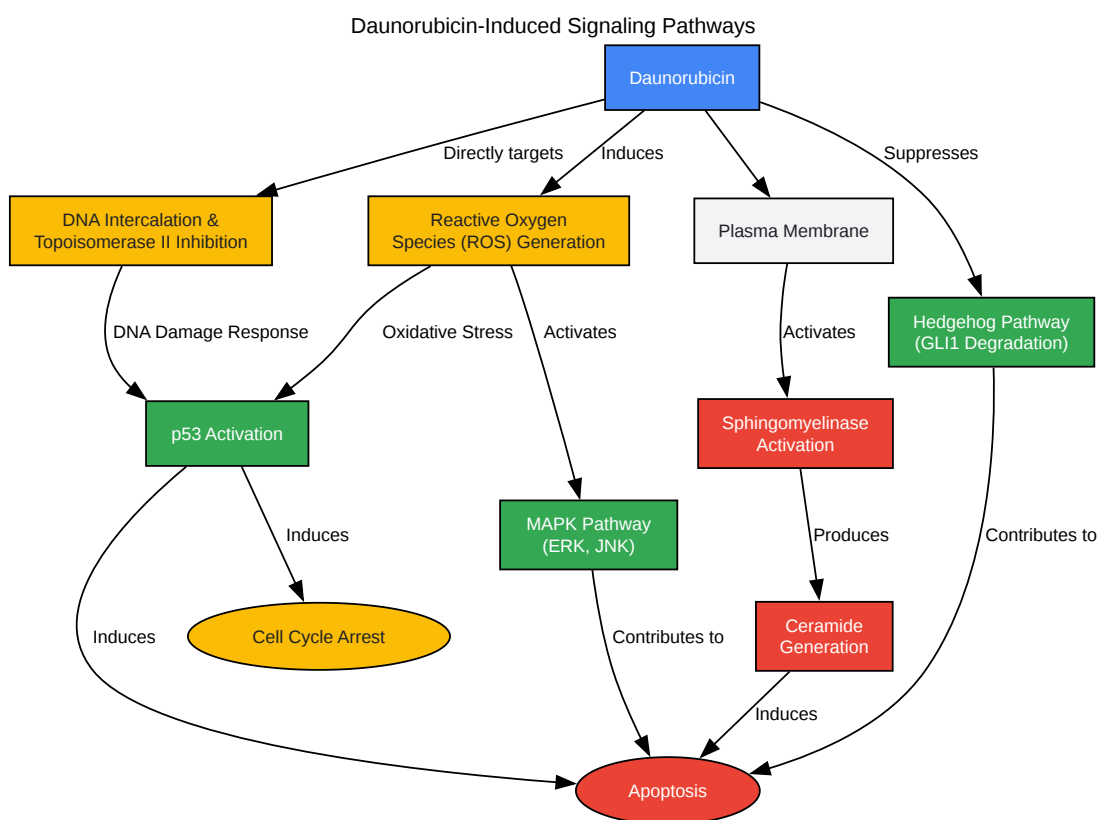 Daunorubicin-Induced Signaling Pathways
Daunorubicin
Directly targets
Induces
Suppresses
DNA Intercalation &
Topoisomerase II Inhibition
Reactive Oxygen
Species (ROS) Generation
Plasma Membrane
Hedgehog Pathway
(GLI1 Degradation)
DNA Damage Response
Oxidative Stress
Activates
Activates
p53 Activation
Sphingomyelinase
Activation
MAPK Pathway
(ERK, JNK)
Induces
Produces
Contributes to
Cell Cycle Arrest
Ceramide
Generation
Induces
Contributes to
Induces
Apoptosis